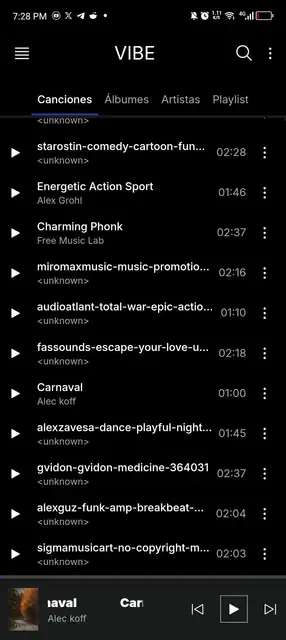 7:28 PM
1.11
K/s
4G
VIBE
Canciones Álbumes Artistas Playlist
<unknown>
starostin-comedy-cartoon-fun... 02:28
<unknown>
Energetic Action Sport 01:46
Alex Grohl
Charming Phonk 02:37
Free Music Lab
miromaxmusic-music-promotio... 02:16
<unknown>
audioatlant-total-war-epic-actio... 01:10
<unknown>
fassounds-escape-your-love-u... 02:18
<unknown>
Carnaval 01:00
Alec koff
alexzavesa-dance-playful-night... 01:45
<unknown>
gvidon-gvidon-medicine-364031 02:37
<unknown>
alexguz-funk-amp-breakbeat-... 02:04
<unknown>
sigmamusicart-no-copyright-m... 02:03
<unknown>
naval Car
Alec koff